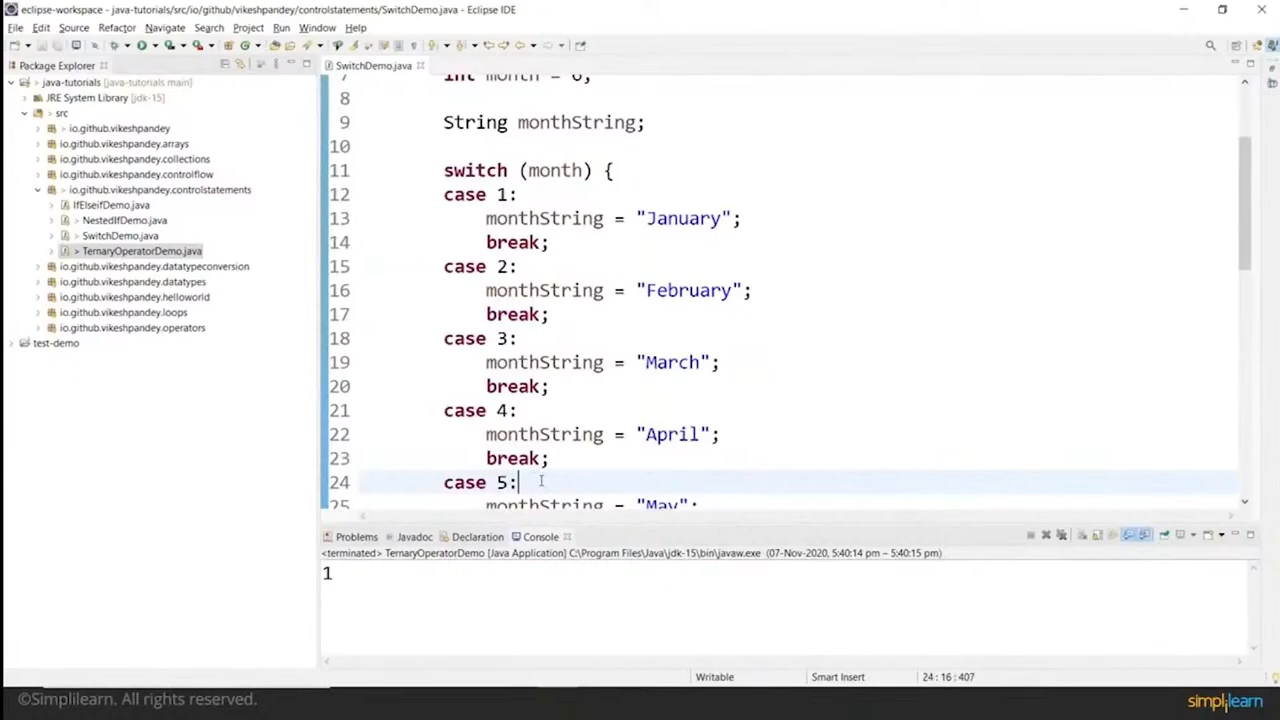 eclipse-workspace - java-tutorials/src/io/github/vikeshpandey/controlstatements/SwitchDemo.java - Eclipse IDE
File Edit Source Refactor Navigate Search Project Run Window Help
Package Explorer
SwitchDemo.java
java-tutorials [java-tutorials main]
JRE System Library [jdk-15]
src
io.github.vikeshpandey
io.github.vikeshpandey.arrays
io.github.vikeshpandey.collections
io.github.vikeshpandey.controlflow
io.github.vikeshpandey.controlstatements
IfElseifDemo.java
NestedIfDemo.java
SwitchDemo.java
TernaryOperatorDemo.java
io.github.vikeshpandey.datatypeconversion
io.github.vikeshpandey.datatypes
io.github.vikeshpandey.helloworld
io.github.vikeshpandey.loops
io.github.vikeshpandey.operators
test-demo
7 int month = 6;
8
9 String monthString;
10
11 switch (month) {
12 case 1:
13 monthString = "January";
14 break;
15 case 2:
16 monthString = "February";
17 break;
18 case 3:
19 monthString = "March";
20 break;
21 case 4:
22 monthString = "April";
23 break;
24 case 5:
25 monthString = "May";
Problems Javadoc Declaration Console
<terminated> TernaryOperatorDemo [Java Application] C:\Program Files\Java\jdk-15\bin\javaw.exe (07-Nov-2020, 5:40:14 pm – 5:40:15 pm)
1
Writable Smart Insert 24 : 16 : 407
©Simplilearn. All rights reserved.
simplilearn